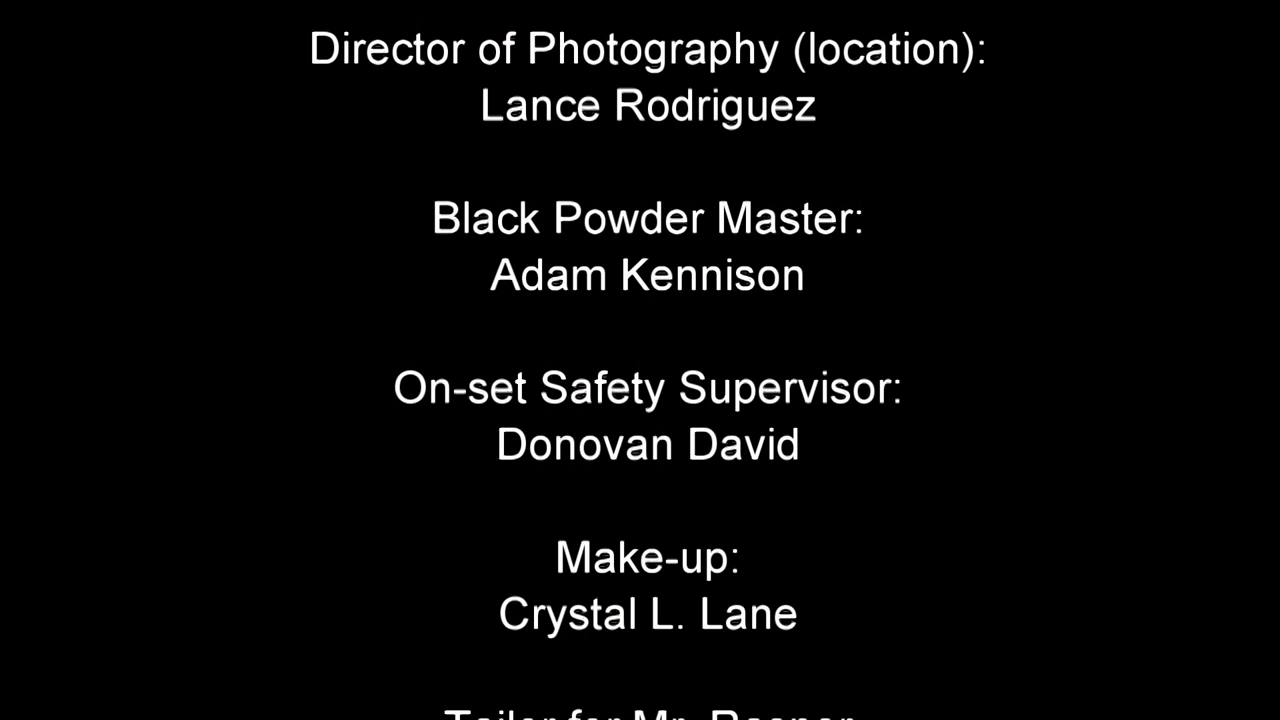 Director of Photography (location):
Lance Rodriguez
Black Powder Master:
Adam Kennison
On-set Safety Supervisor:
Donovan David
Make-up:
Crystal L. Lane
Tailor for Mr.